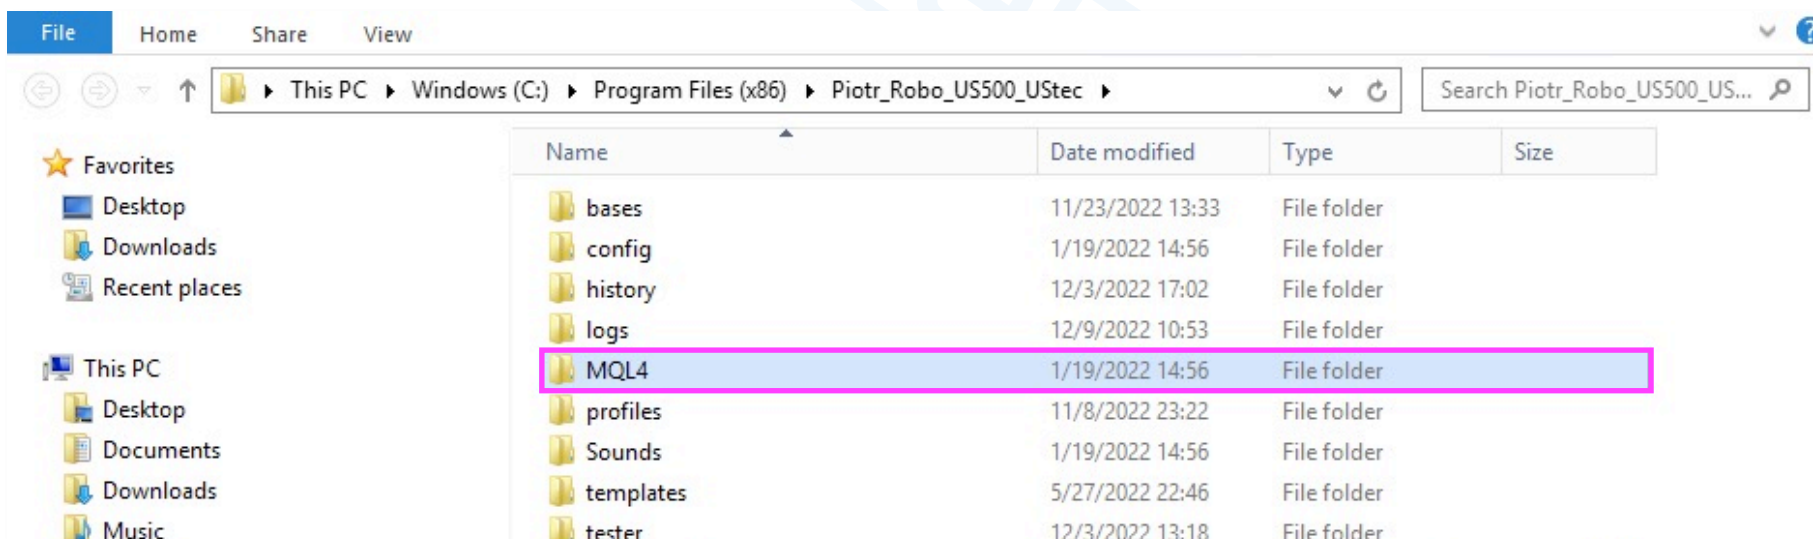 File Home Share View
This PC Windows (C:) Program Files (x86) Piotr_Robo_US500_UStec Search Piotr_Robo_US500_US...
Name Date modified Type Size
Favorites
Desktop
Downloads
Recent places
This PC
Desktop
Documents
Downloads
Music
bases 11/23/2022 13:33 File folder
config 1/19/2022 14:56 File folder
history 12/3/2022 17:02 File folder
logs 12/9/2022 10:53 File folder
MQL4 1/19/2022 14:56 File folder
profiles 11/8/2022 23:22 File folder
Sounds 1/19/2022 14:56 File folder
templates 5/27/2022 22:46 File folder
tester 12/3/2022 13:18 File folder